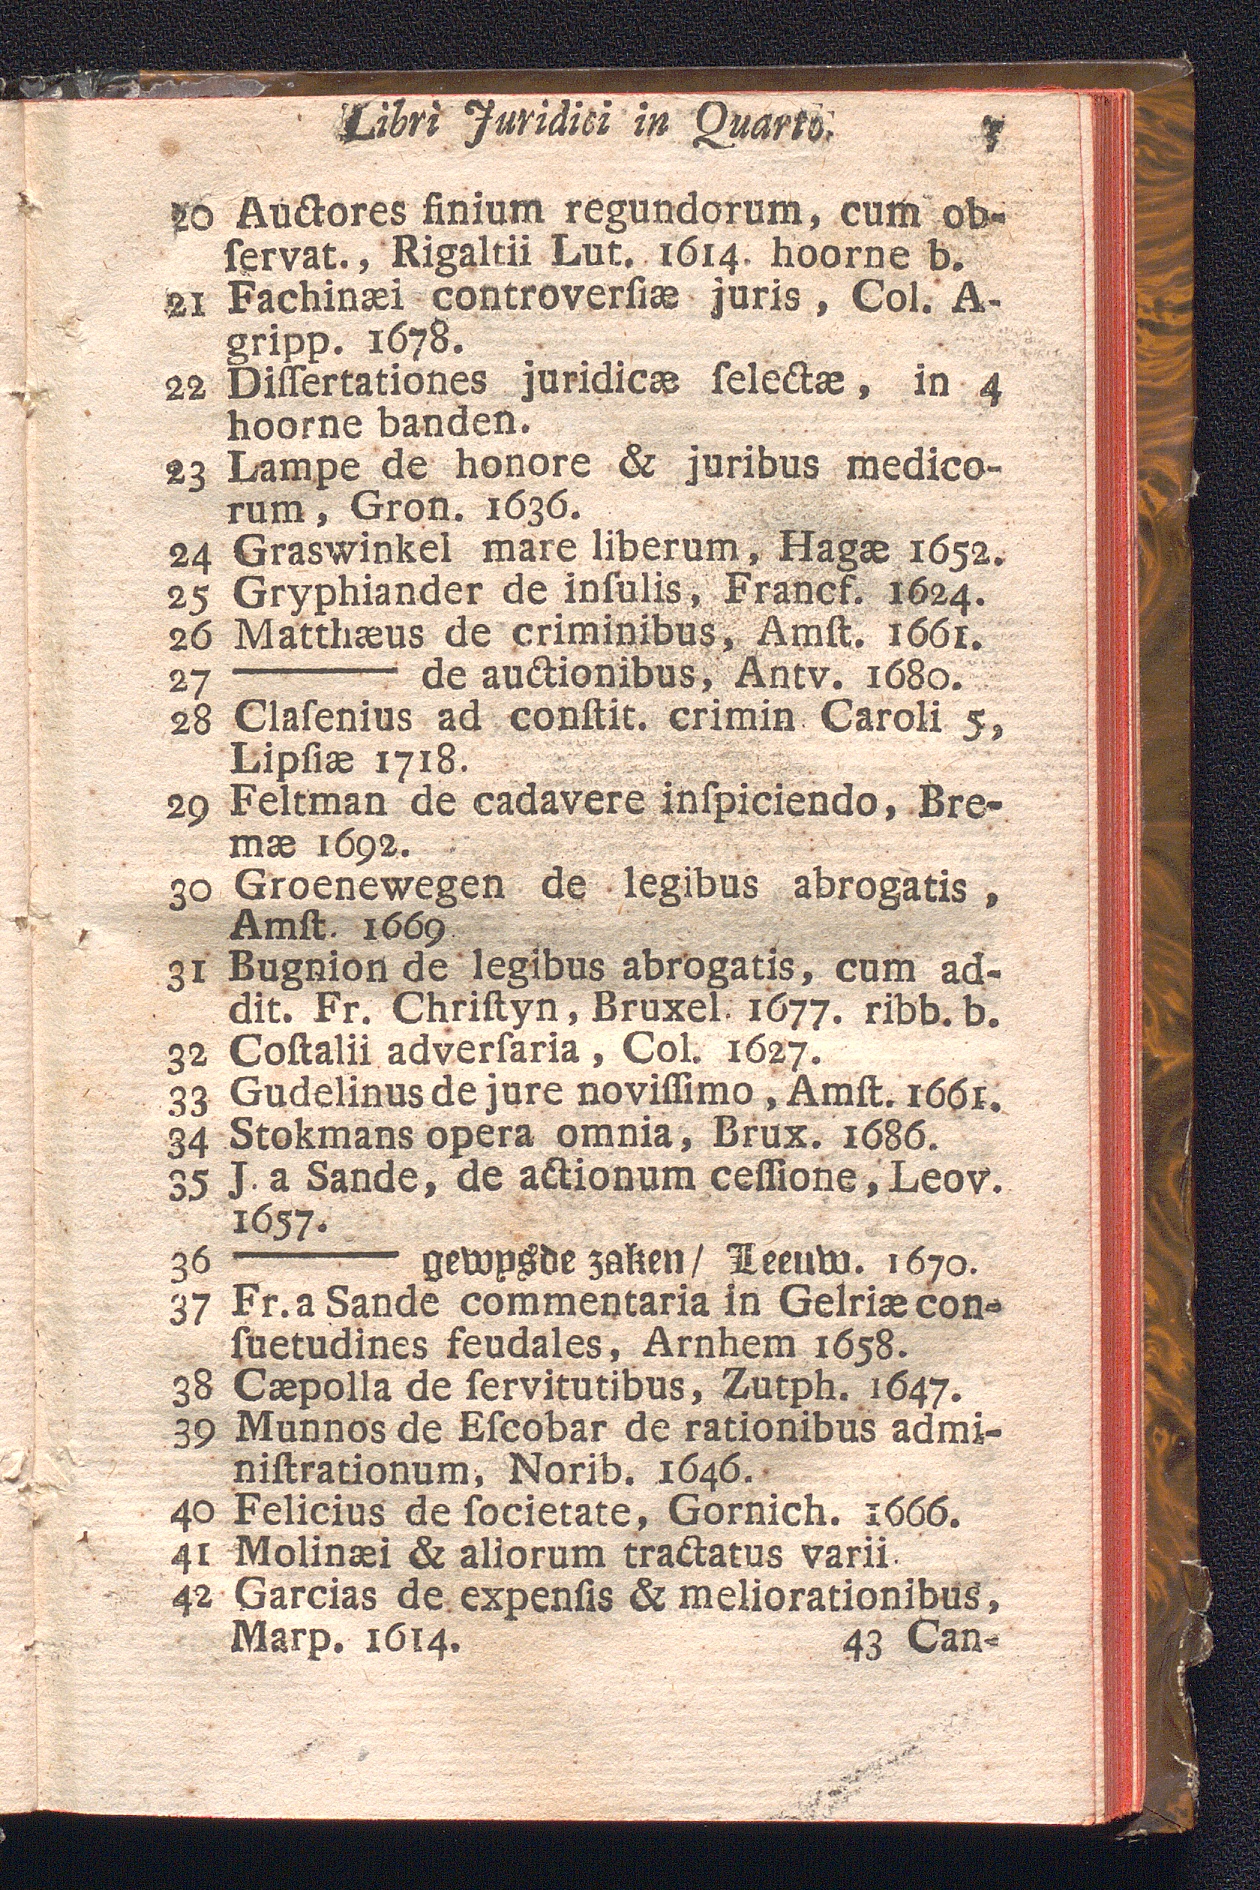 Libri Juridici in Quarto. 7
20 Auctores finium regundorum, cum ob-
ſervat., Rigaltii Lut. 1614. hoorne b.
21 Fachinæi controverſiæ juris, Col. A-
gripp. 1678.
22 Diſſertationes juridicæ ſelectæ, in 4
hoorne banden.
23 Lampe de honore & juribus medico-
rum, Gron. 1636.
24 Graswinkel mare liberum, Hagæ 1652.
25 Gryphiander de inſulis, Francf. 1624.
26 Matthæus de criminibus, Amſt. 1661.
27 ——— de auctionibus, Antv. 1680.
28 Claſenius ad conſtit. crimin. Caroli 5,
Lipſiæ 1718.
29 Feltman de cadavere inſpiciendo, Bre-
mæ 1692.
30 Groenewegen de legibus abrogatis,
Amſt. 1669.
31 Bugnion de legibus abrogatis, cum ad-
dit. Fr. Chriſtyn, Bruxel. 1677. ribb. b.
32 Coſtalii adverſaria, Col. 1627.
33 Gudelinus de jure noviſſimo, Amſt. 1661.
34 Stokmans opera omnia, Brux. 1686.
35 J. a Sande, de actionum ceſſione, Leov.
1657.
36 ——— gewysde zaken / Leeuw. 1670.
37 Fr. a Sande commentaria in Gelriæ con-
ſuetudines feudales, Arnhem 1658.
38 Cæpolla de ſervitutibus, Zutph. 1647.
39 Munnos de Eſcobar de rationibus admi-
niſtrationum, Norib. 1646.
40 Felicius de ſocietate, Gornich. 1666.
41 Molinæi & aliorum tractatus varii.
42 Garcias de expenſis & meliorationibus,
Marp. 1614. 43 Can-